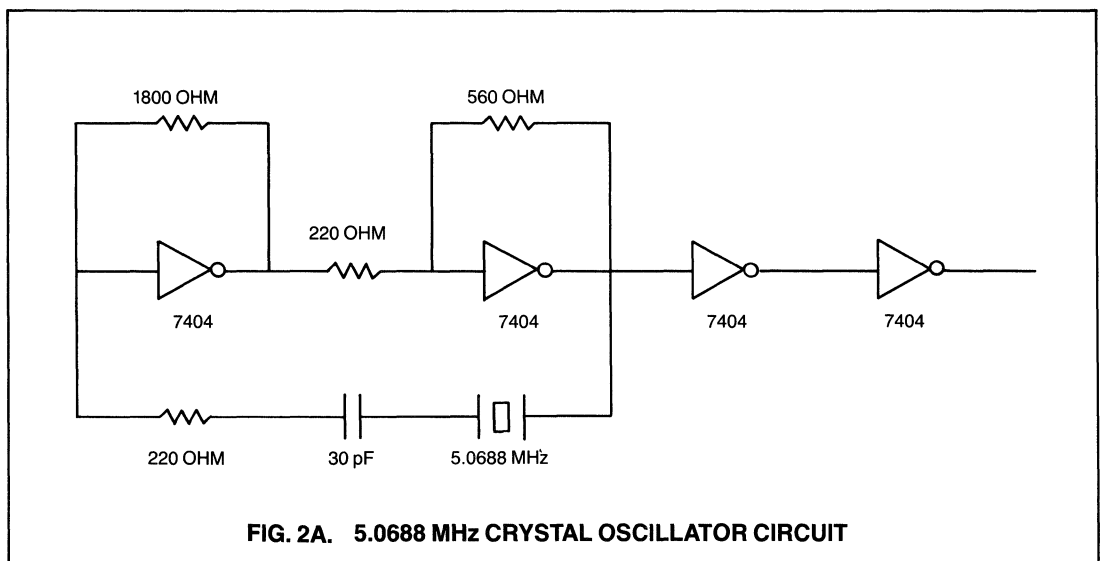 1800 OHM
560 OHM
220 OHM
7404
7404
7404
7404
220 OHM
30 pF
5.0688 MHz
FIG. 2A. 5.0688 MHz CRYSTAL OSCILLATOR CIRCUIT